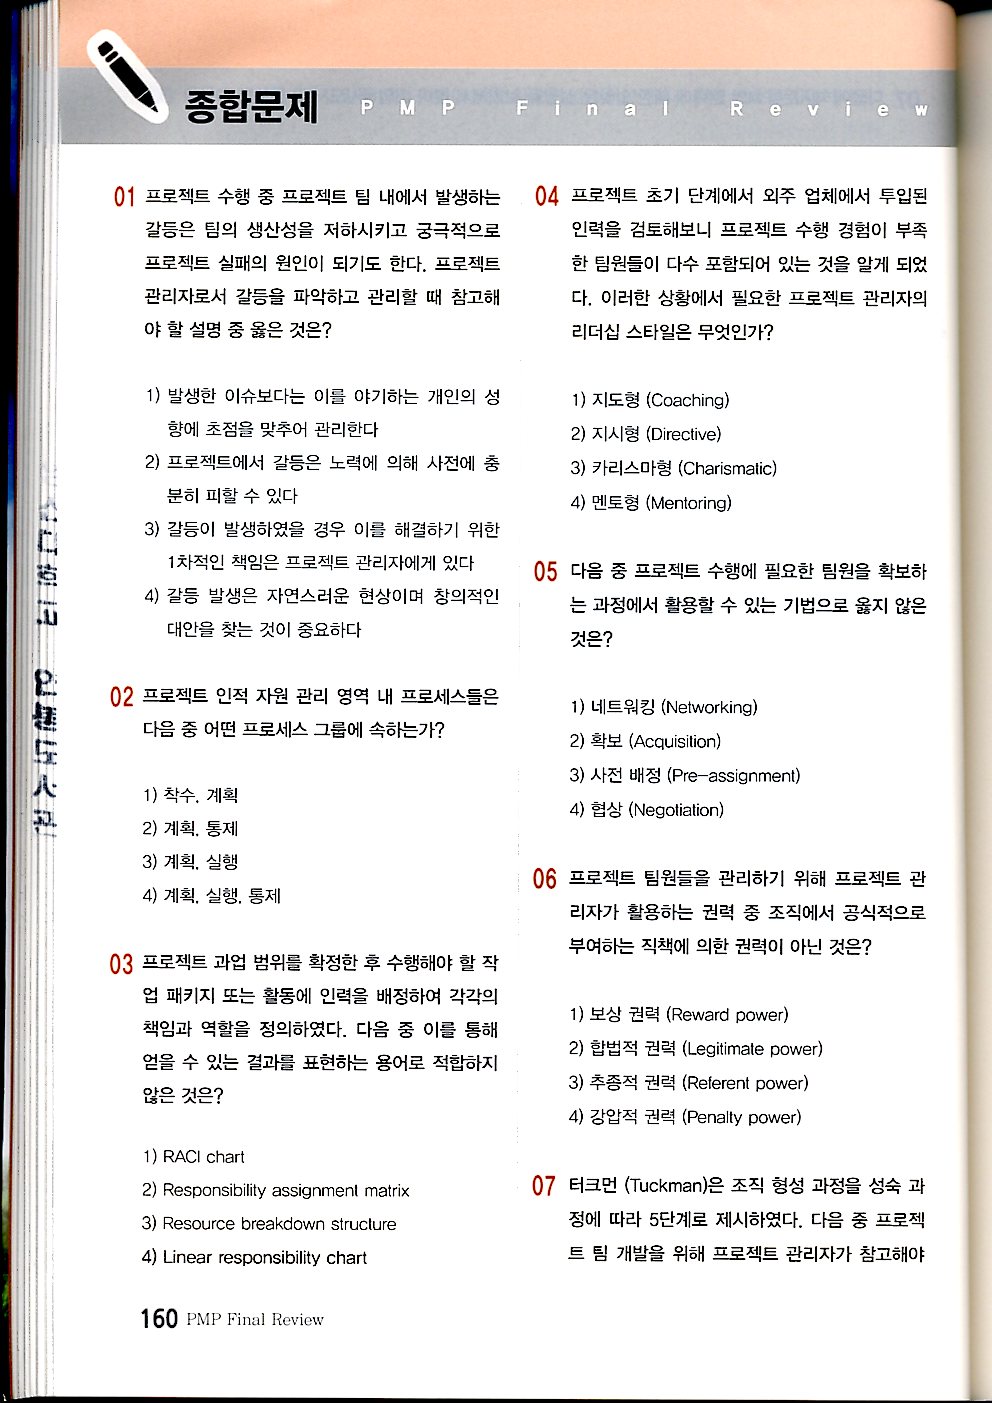 종합문제 PMP Final Review
01 프로젝트 수행 중 프로젝트 팀 내에서 발생하는
갈등은 팀의 생산성을 저하시키고 궁극적으로
프로젝트 실패의 원인이 되기도 한다. 프로젝트
관리자로서 갈등을 파악하고 관리할 때 참고해
야 할 설명 중 옳은 것은?
1) 발생한 이슈보다는 이를 야기하는 개인의 성
향에 초점을 맞추어 관리한다
2) 프로젝트에서 갈등은 노력에 의해 사전에 충
분히 피할 수 있다
3) 갈등이 발생하였을 경우 이를 해결하기 위한
1차적인 책임은 프로젝트 관리자에게 있다
4) 갈등 발생은 자연스러운 현상이며 창의적인
대안을 찾는 것이 중요하다
02 프로젝트 인적 자원 관리 영역 내 프로세스들은
다음 중 어떤 프로세스 그룹에 속하는가?
1) 착수, 계획
2) 계획, 통제
3) 계획, 실행
4) 계획, 실행, 통제
03 프로젝트 과업 범위를 확정한 후 수행해야 할 작
업 패키지 또는 활동에 인력을 배정하여 각각의
책임과 역할을 정의하였다. 다음 중 이를 통해
얻을 수 있는 결과를 표현하는 용어로 적합하지
않은 것은?
1) RACI chart
2) Responsibility assignment matrix
3) Resource breakdown structure
4) Linear responsibility chart
04 프로젝트 초기 단계에서 외주 업체에서 투입된
인력을 검토해보니 프로젝트 수행 경험이 부족
한 팀원들이 다수 포함되어 있는 것을 알게 되었
다. 이러한 상황에서 필요한 프로젝트 관리자의
리더십 스타일은 무엇인가?
1) 지도형 (Coaching)
2) 지시형 (Directive)
3) 카리스마형 (Charismatic)
4) 멘토형 (Mentoring)
05 다음 중 프로젝트 수행에 필요한 팀원을 확보하
는 과정에서 활용할 수 있는 기법으로 옳지 않은
것은?
1) 네트워킹 (Networking)
2) 확보 (Acquisition)
3) 사전 배정 (Pre-assignment)
4) 협상 (Negotiation)
06 프로젝트 팀원들을 관리하기 위해 프로젝트 관
리자가 활용하는 권력 중 조직에서 공식적으로
부여하는 직책에 의한 권력이 아닌 것은?
1) 보상 권력 (Reward power)
2) 합법적 권력 (Legitimate power)
3) 추종적 권력 (Referent power)
4) 강압적 권력 (Penalty power)
07 터크먼 (Tuckman)은 조직 형성 과정을 성숙 과
정에 따라 5단계로 제시하였다. 다음 중 프로젝
트 팀 개발을 위해 프로젝트 관리자가 참고해야
160 PMP Final Review